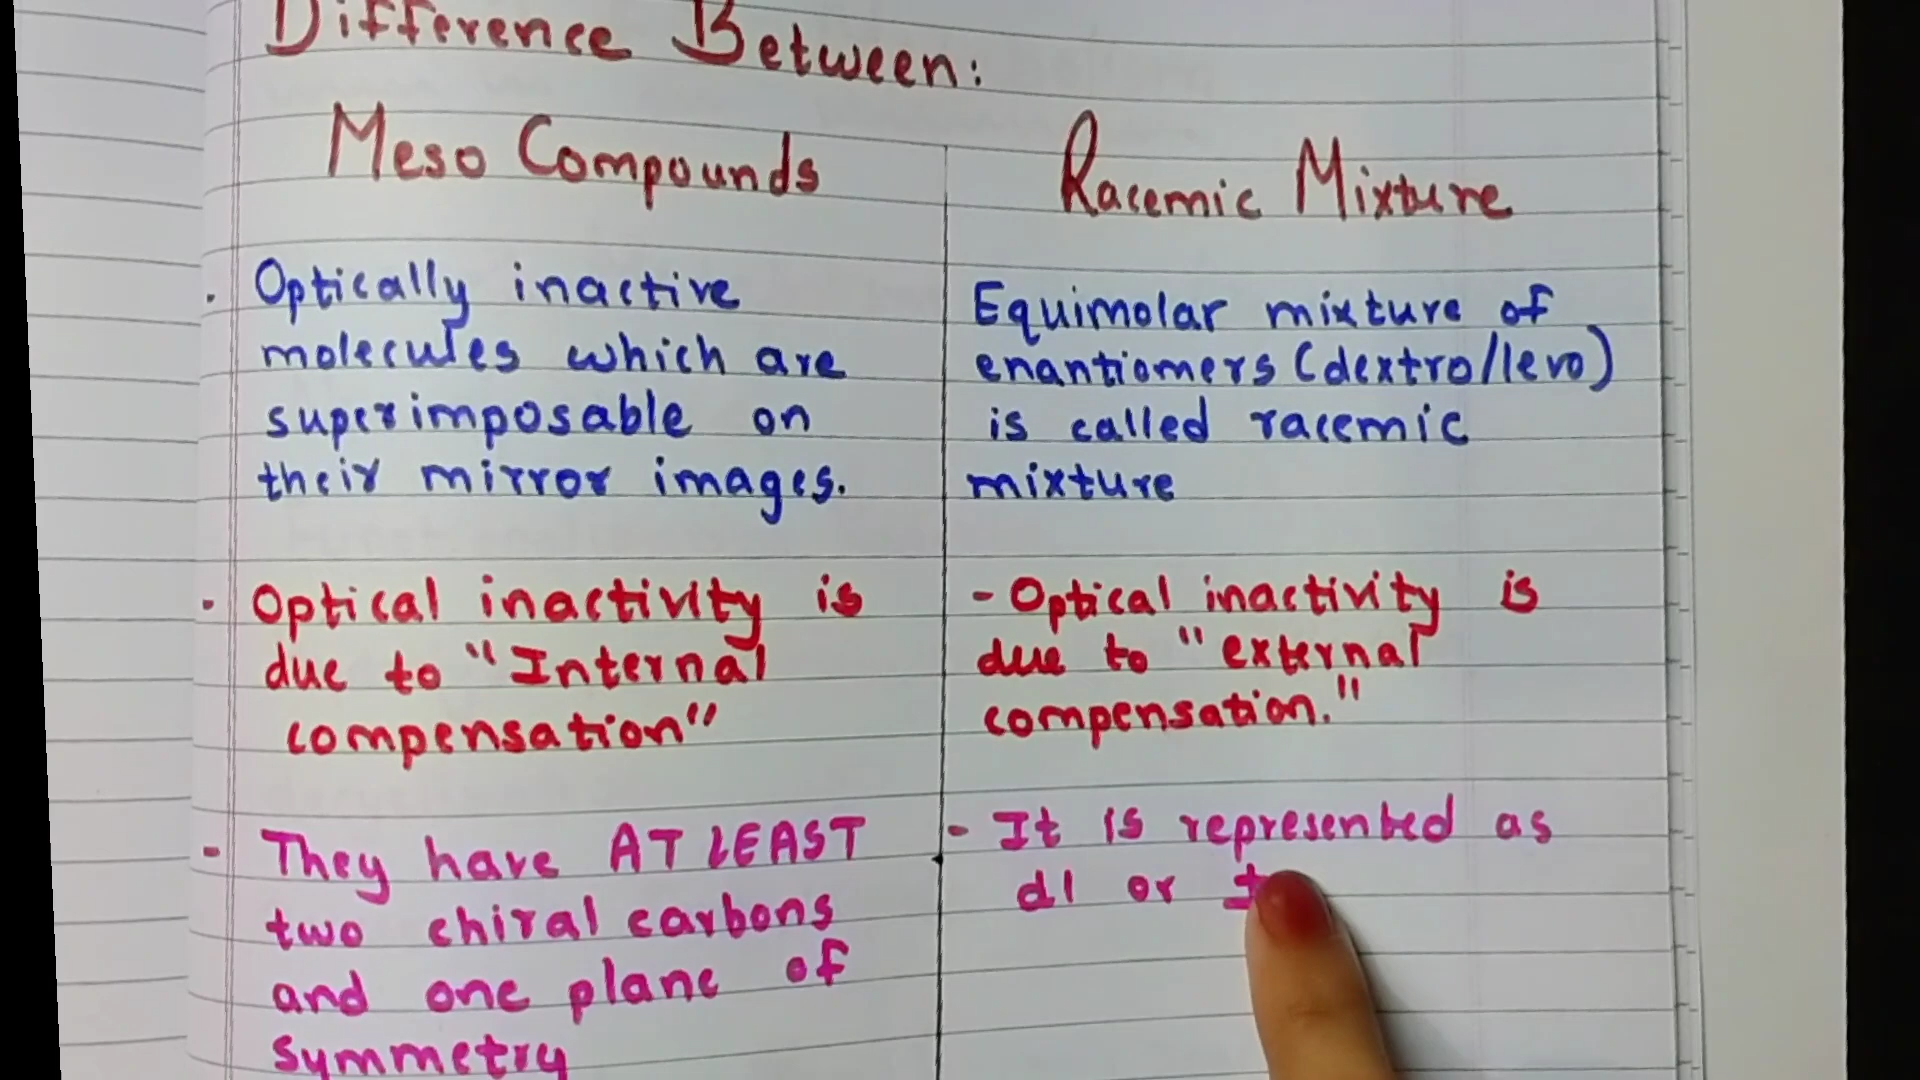 Difference Between:
Meso Compounds
. Optically inactive
molecules which are
superimposable on
their mirror images.
. Optical inactivity is
due to "Internal
compensation"
- They have AT LEAST
two chiral carbons
and one plane of
symmetry
Racemic Mixture
Equimolar mixture of
enantiomers (dextro/levo)
is called racemic
mixture
- Optical inactivity is
due to "external
compensation."
- It is represented as
dl or ±